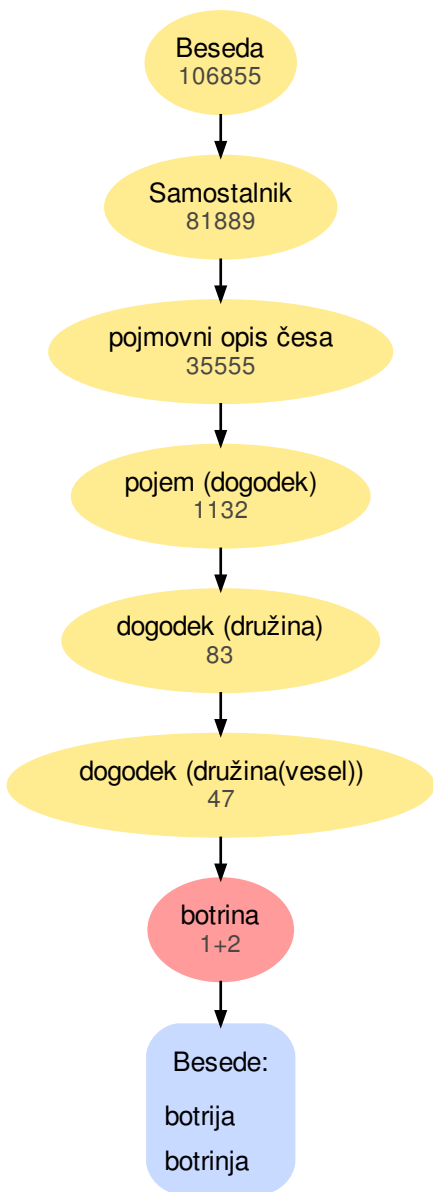 Beseda
106855
Samostalnik
81889
pojmovni opis česa
35555
pojem (dogodek)
1132
dogodek (družina)
83
dogodek (družina(vesel))
47
botrina
1+2
Besede:
botrija
botrinja